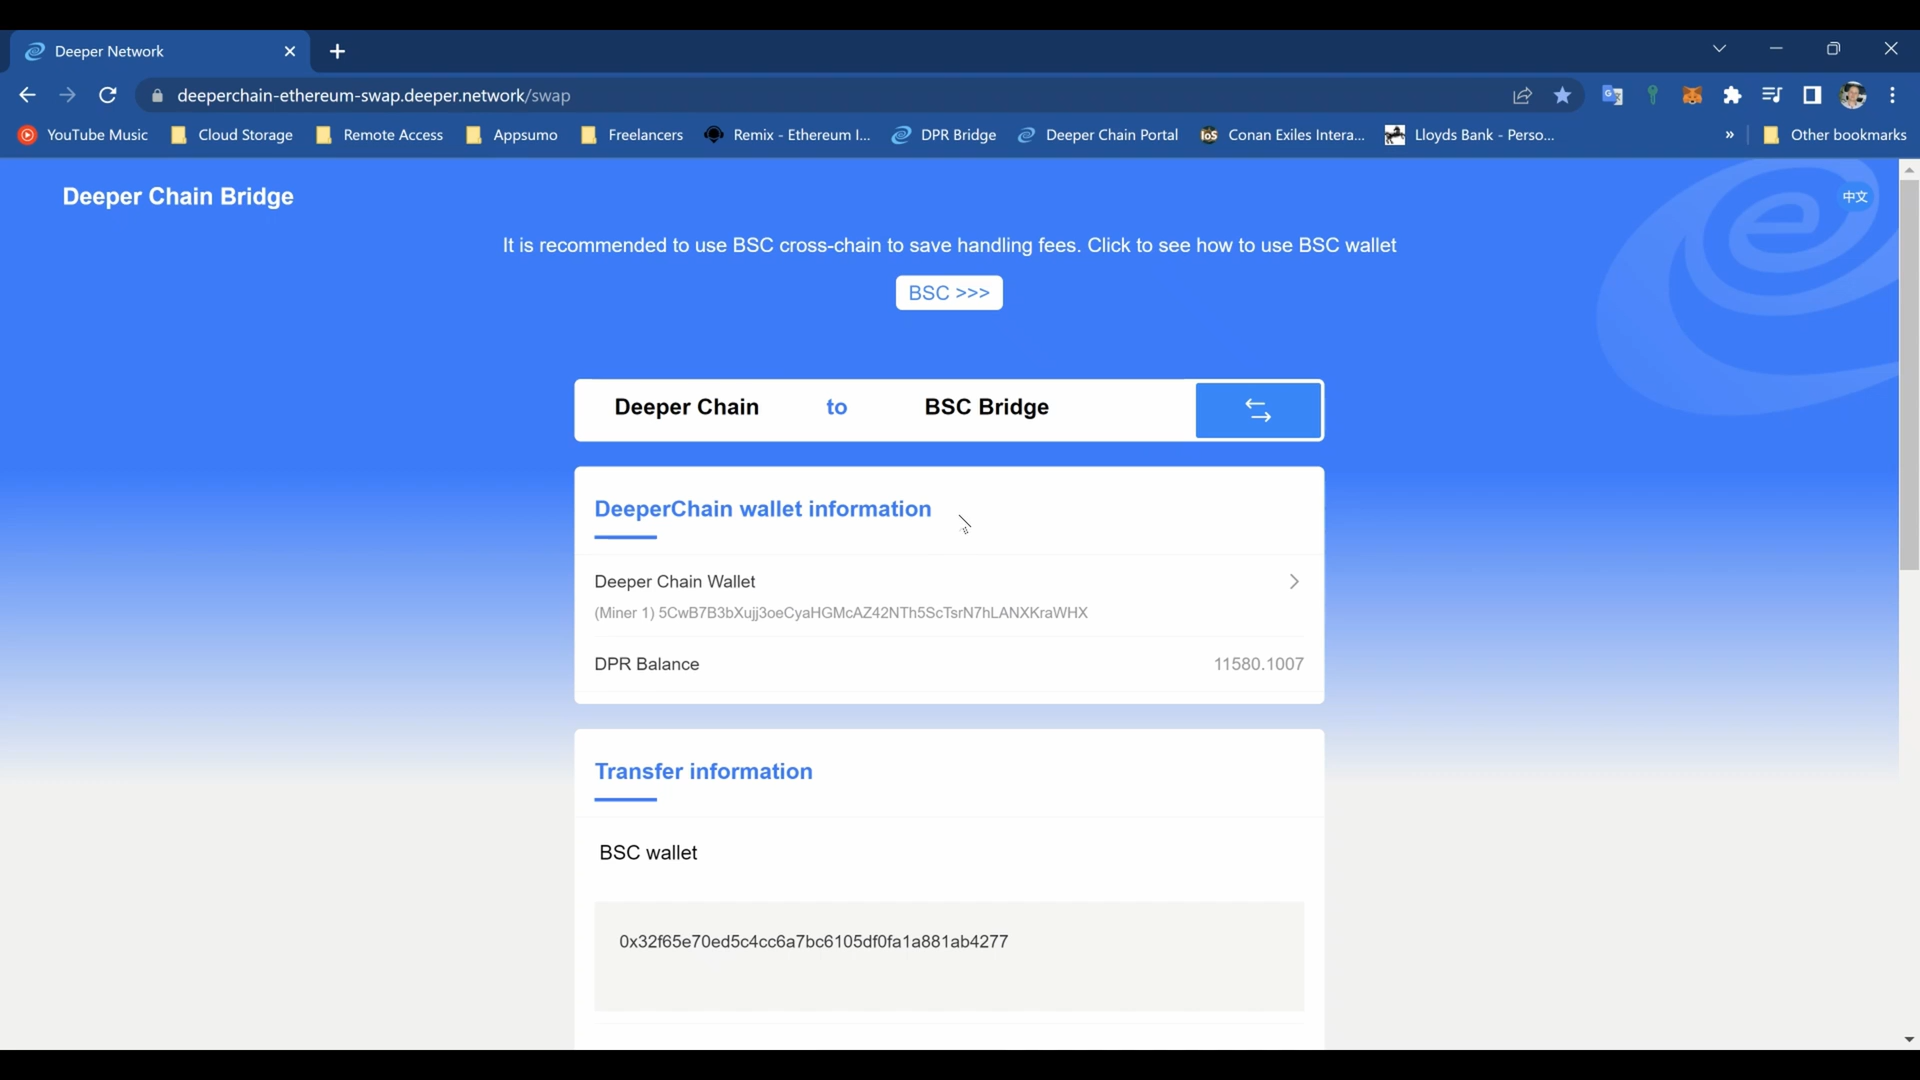 Deeper Network
deeperchain-ethereum-swap.deeper.network/swap
YouTube Music Cloud Storage Remote Access Appsumo Freelancers Remix - Ethereum I... DPR Bridge Deeper Chain Portal IoS Conan Exiles Intera... Lloyds Bank - Perso... » Other bookmarks
Deeper Chain Bridge
中文
It is recommended to use BSC cross-chain to save handling fees. Click to see how to use BSC wallet
BSC >>>
Deeper Chain to BSC Bridge
DeeperChain wallet information
Deeper Chain Wallet
(Miner 1) 5CwB7B3bXujj3oeCyaHGMcAZ42NTh5ScTsrN7hLANXKraWHX
DPR Balance 11580.1007
Transfer information
BSC wallet
0x32f65e70ed5c4cc6a7bc6105df0fa1a881ab4277